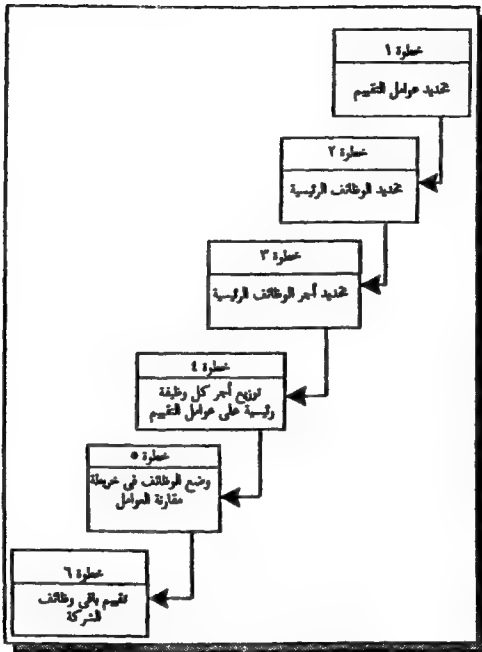 خطوة ١
تحديد عوامل التقييم
خطوة ٢
تحديد الوظائف الرئيسية
خطوة ٣
تحديد أجر الوظائف الرئيسية
خطوة ٤
توزيع أجر كل وظيفة
رئيسية على عوامل التقييم
خطوة ٥
وضع الوظائف فى خريطة
مقارنة العوامل
خطوة ٦
تقييم باقى وظائف
الشركة